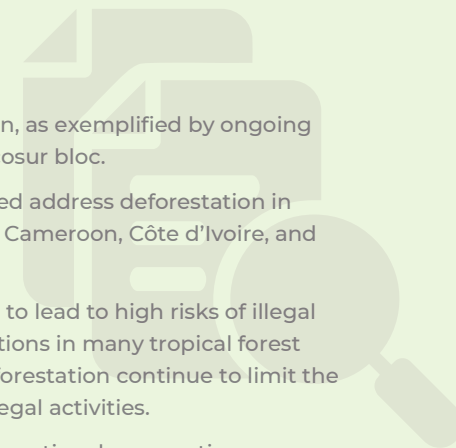 n, as exemplified by ongoing
osur bloc.
ed address deforestation in
Cameroon, Côte d’Ivoire, and
to lead to high risks of illegal
tions in many tropical forest
orestation continue to limit the
egal activities.